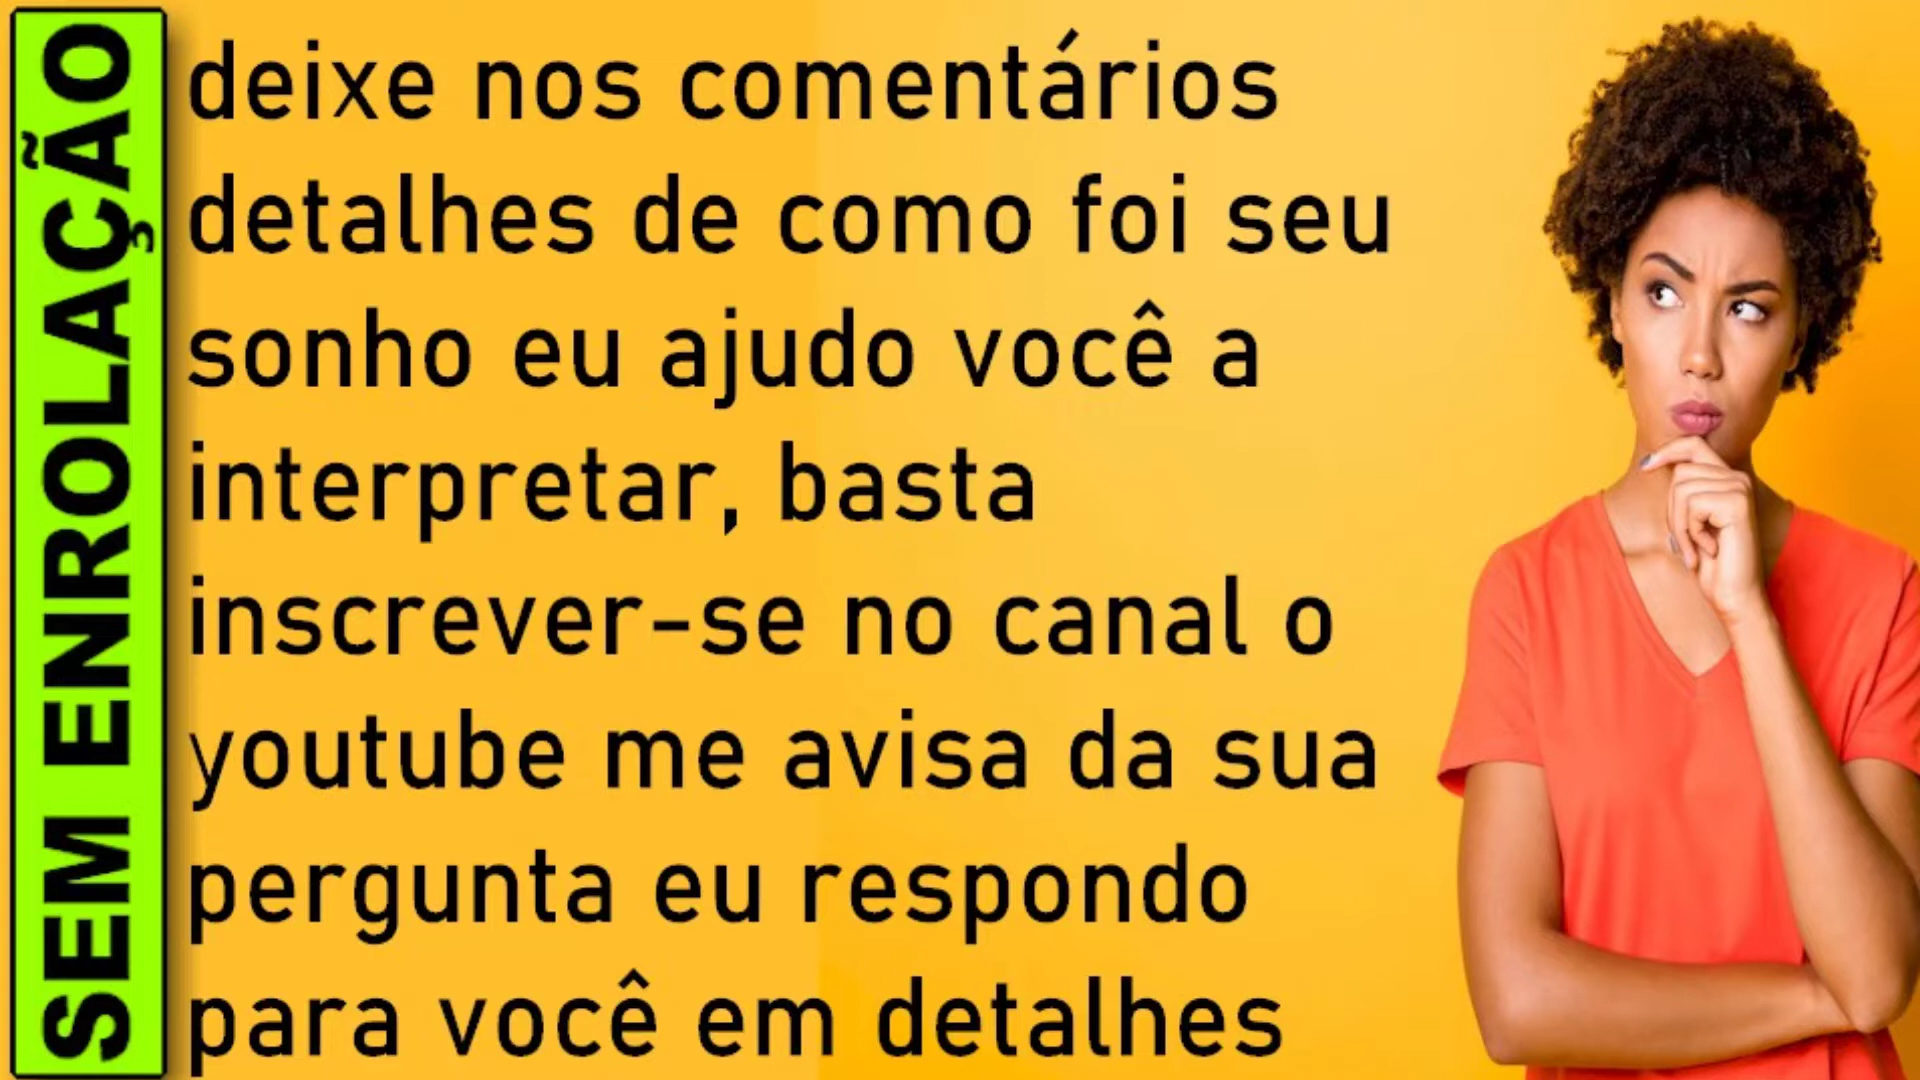 SEM ENROLAÇÃO
deixe nos comentários
detalhes de como foi seu
sonho eu ajudo você a
interpretar, basta
inscrever-se no canal o
youtube me avisa da sua
pergunta eu respondo
para você em detalhes